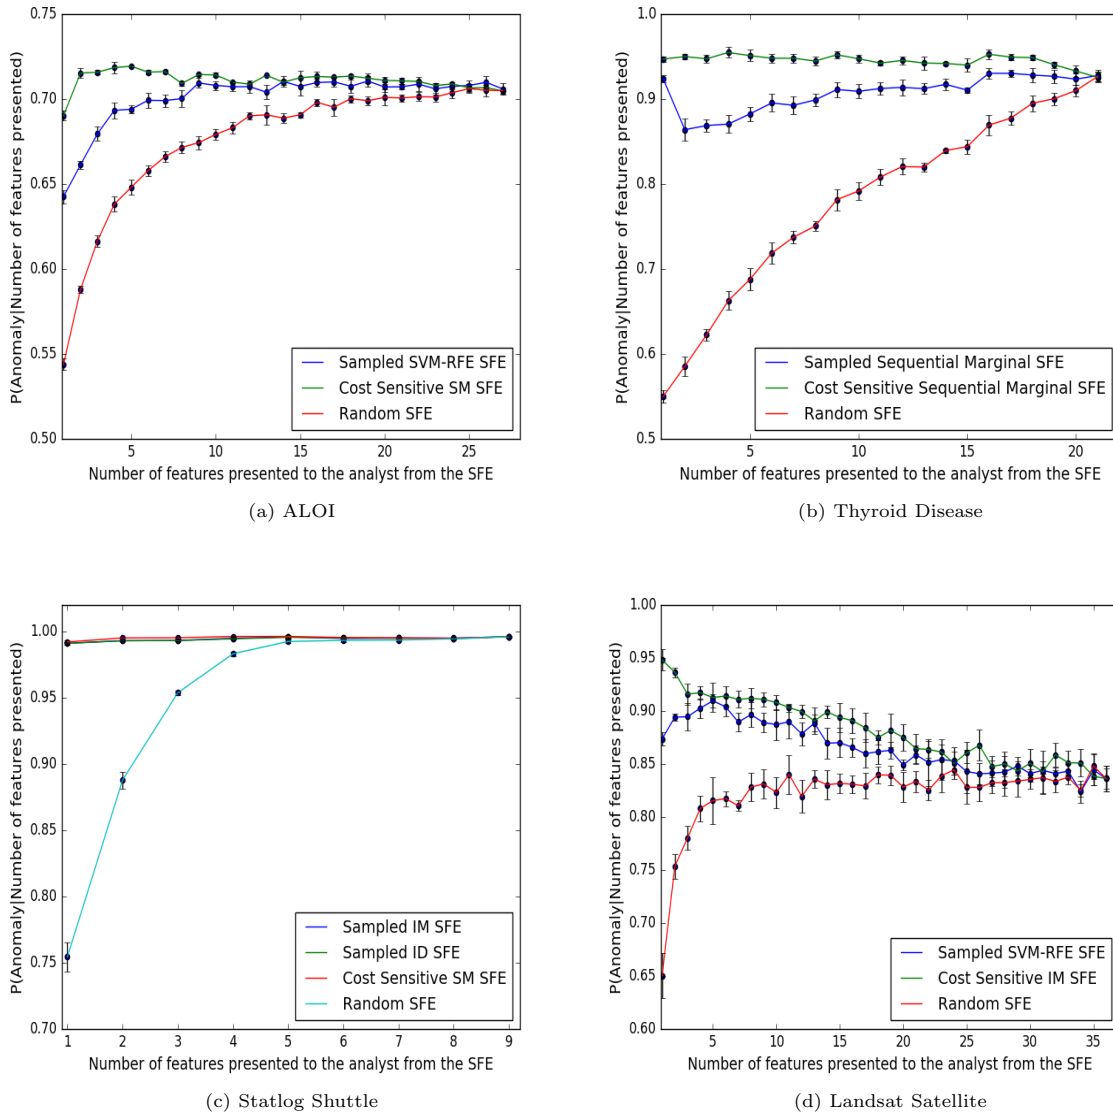 0.75
0.70
0.65
0.60
0.55
0.50
P(Anomaly|Number of features presented)
5
10
15
20
25
Number of features presented to the analyst from the SFE
Sampled SVM-RFE SFE
Cost Sensitive SM SFE
Random SFE
(a) ALOI
1.0
0.9
0.8
0.7
0.6
0.5
P(Anomaly|Number of features presented)
5
10
15
20
Number of features presented to the analyst from the SFE
Sampled Sequential Marginal SFE
Cost Sensitive Sequential Marginal SFE
Random SFE
(b) Thyroid Disease
1.00
0.95
0.90
0.85
0.80
0.75
0.70
P(Anomaly|Number of features presented)
1
2
3
4
5
6
7
8
9
Number of features presented to the analyst from the SFE
Sampled IM SFE
Sampled ID SFE
Cost Sensitive SM SFE
Random SFE
(c) Statlog Shuttle
1.00
0.95
0.90
0.85
0.80
0.75
0.70
0.65
0.60
P(Anomaly|Number of features presented)
5
10
15
20
25
30
35
Number of features presented to the analyst from the SFE
Sampled SVM-RFE SFE
Cost Sensitive IM SFE
Random SFE
(d) Landsat Satellite